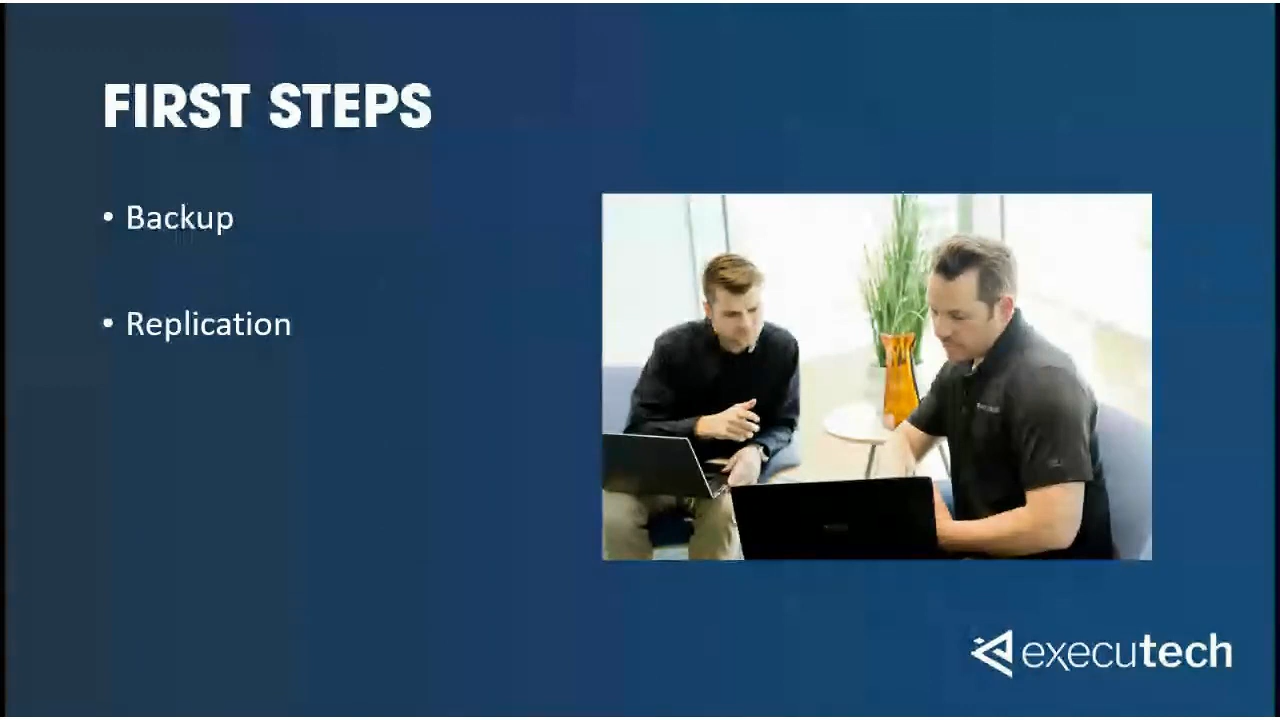 FIRST STEPS
• Backup
• Replication
executech